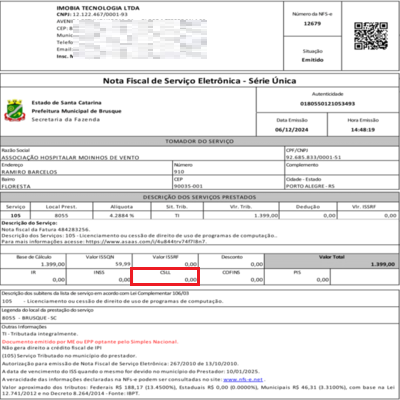 IMOBIA TECNOLOGIA LTDA
CNPJ: 12.122.467/0001-93
AVENI
CEP: 8
Munic
Telefo
Insc. M
Número da NFS-e
12679
Situação
Emitido
Nota Fiscal de Serviço Eletrônica - Série Única
Estado de Santa Catarina
Prefeitura Municipal de Brusque
Secretaria da Fazenda
Autenticidade
0180550121053493
Data Emissão
Hora Emissão
06/12/2024
14:48:19
TOMADOR DO SERVIÇO
Razão Social
CPF/CNPJ
ASSOCIAÇÃO HOSPITALAR MOINHOS DE VENTO
92.685.833/0001-51
Endereço
Número
Complemento
RAMIRO BARCELOS
910
Bairro
CEP
Cidade - Estado
FLORESTA
90035-001
PORTO ALEGRE - RS
DESCRIÇÃO DOS SERVIÇOS PRESTADOS
Serviço
Local Prest.
Alíquota
Sit. Trib.
Vlr. Trib.
Dedução
Vlr. ISSRF
105
8055
4.2884 %
TI
1.399,00
0,00
0,00
Descrição do Serviço:
Nota fiscal da Fatura 484283256.
Descrição dos Serviços: 105 - Licenciamento ou cessão de direito de uso de programas de computação..
Para mais informações acesse:
Base de Cálculo
Valor ISSQN
Valor ISSRF
Desconto
Valor Total
1.399,00
59,99
0,00
0,00
1.399,00
IR
INSS
CSLL
COFINS
PIS
0,00
0,00
0,00
0,00
0,00
Descrição dos subitens da lista de serviço em acordo com Lei Complementar 106/03
105 - Licenciamento ou cessão de direito de uso de programas de computação.
Legenda do local da prestação do serviço
8055 - BRUSQUE - SC
Outras Informações
TI - Tributada integralmente.
Documento emitido por ME ou EPP optante pelo Simples Nacional.
Não gera direito a crédito fiscal de IPI
(105) Serviço Tributado no município do prestador.
Autorização para emissão de Nota Fiscal de Serviço Eletrônica: 267/2010 de 13/10/2010.
A data de vencimento do ISS quando o mesmo for devido no município do Prestador: 10/01/2025.
A veracidade das informações declaradas na NFs-e podem ser consultadas no site: www.nfs-e.net .
Valor aproximado dos tributos: Federais R$ 188,17 (13.4500%), Estaduais R$ 0,00 (0.0000%), Municipais R$ 46,31 (3.3100%), com base na Lei
12.741/2012 e no Decreto 8.264/2014 - Fonte: IBPT.